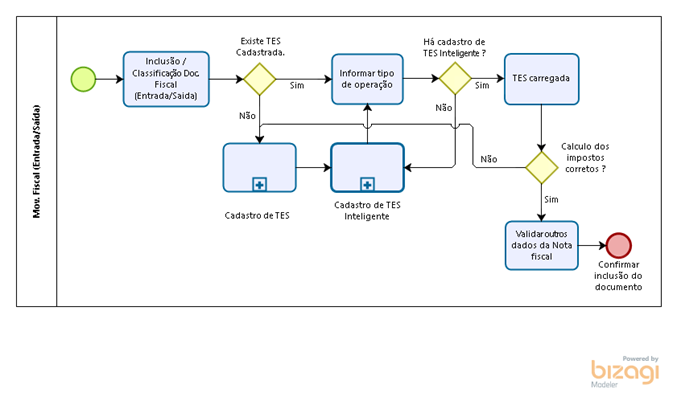 Mov. Fiscal (Entrada/Saída)
Inclusão /
Classificação Doc.
Fiscal
(Entrada/Saída)
Existe TES
Cadastrada.
Sim
Não
Informar tipo
de operação
Há cadastro de
TES Inteligente ?
Sim
Não
TES carregada
Cadastro de TES
Cadastro de TES
Inteligente
Não
Calculo dos
impostos
corretos ?
Sim
Validar outros
dados da Nota
fiscal
Confirmar
inclusão do
documento
Powered by
bizagi
Modeler